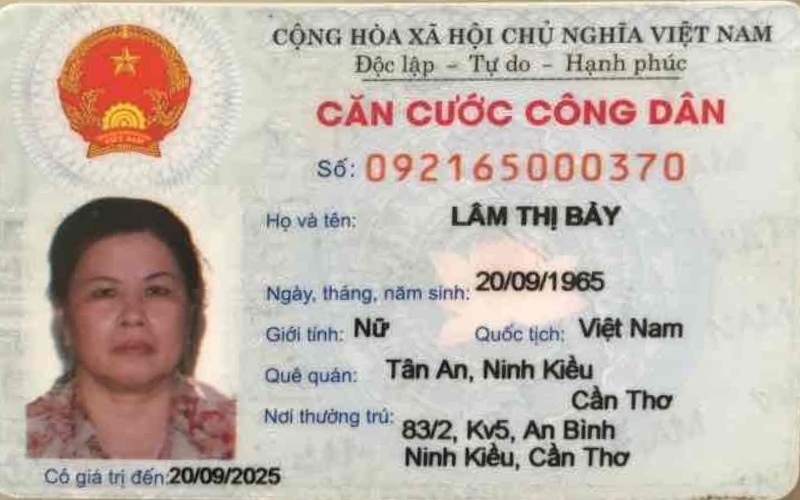 CỘNG HÒA XÃ HỘI CHỦ NGHĨA VIỆT NAM
Độc lập - Tự do - Hạnh phúc
CĂN CƯỚC CÔNG DÂN
Số: 092165000370
Họ và tên: LÂM THỊ BẢY
Ngày, tháng, năm sinh: 20/09/1965
Giới tính: Nữ Quốc tịch: Việt Nam
Quê quán: Tân An, Ninh Kiều
Cần Thơ
Nơi thường trú: 83/2, Kv5, An Bình
Ninh Kiều, Cần Thơ
Có giá trị đến: 20/09/2025